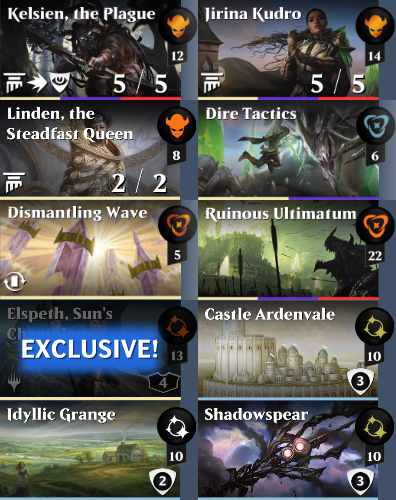 Kelsien, the Plague
12
5 / 5
Jirina Kudro
14
5 / 5
Linden, the
Steadfast Queen
8
2 / 2
Dire Tactics
6
Dismantling Wave
5
Ruinous Ultimatum
22
Elspeth, Sun's
EXCLUSIVE!
13
4
Castle Ardenvale
10
3
Idyllic Grange
10
2
Shadowspear
10
3